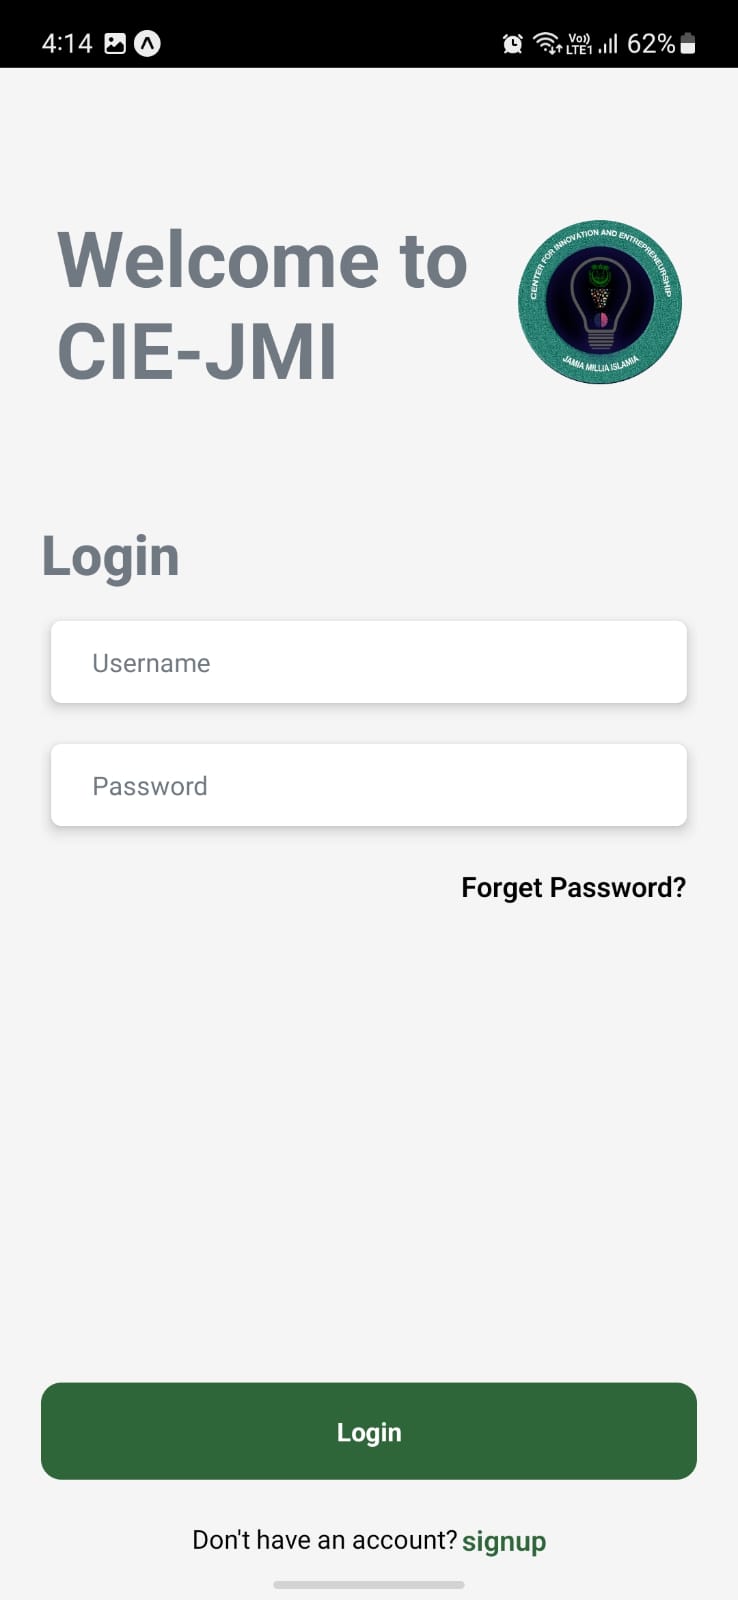 4:14
Vo))
LTE1
62%
Welcome to
CIE-JMI
CENTER FOR INNOVATION AND ENTREPRENEURSHIP
JAMIA MILLIA ISLAMIA
Login
Username
Password
Forget Password?
Login
Don't have an account? signup